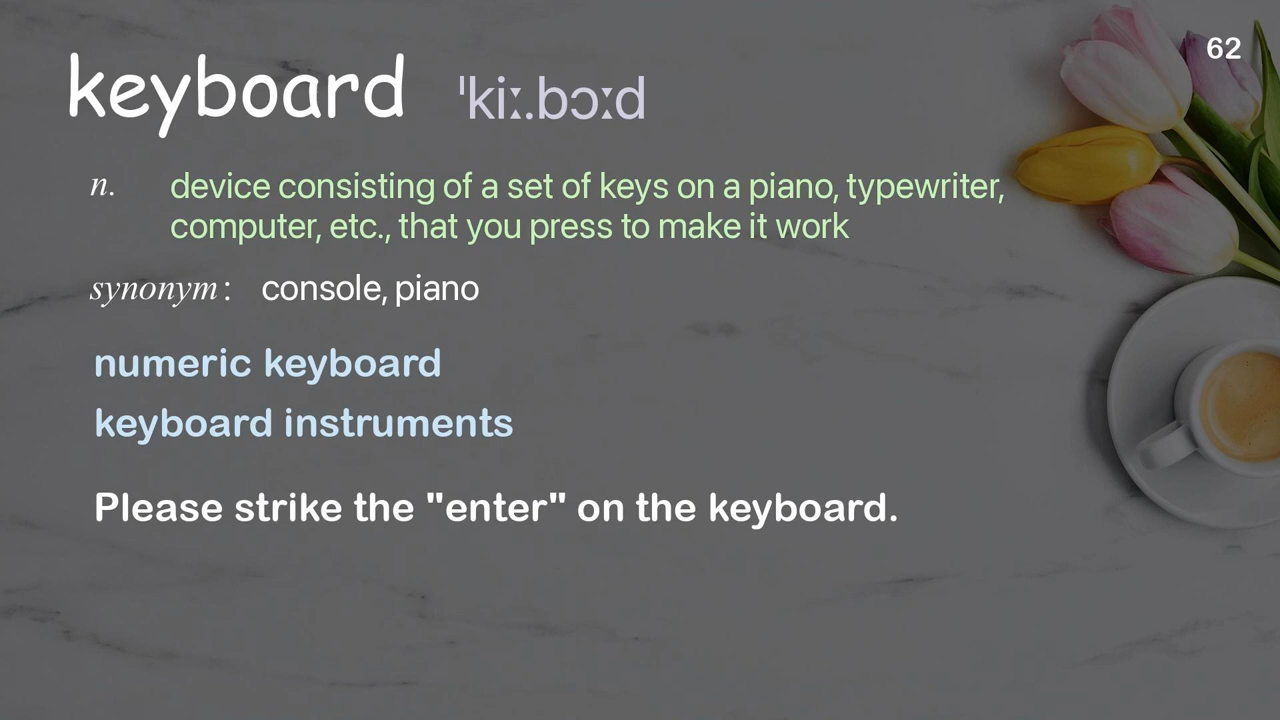 62
keyboard ˈkiː.bɔːd
n. device consisting of a set of keys on a piano, typewriter,
computer, etc., that you press to make it work
synonym: console, piano
numeric keyboard
keyboard instruments
Please strike the "enter" on the keyboard.